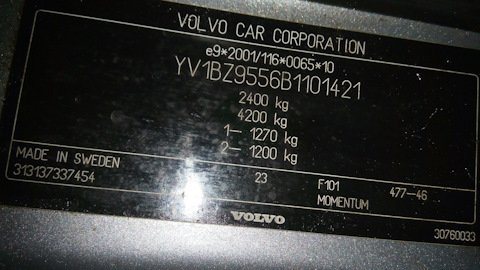 VOLVO CAR CORPORATION
e9*2001/116*0065*10
YV1BZ9556B1101421
2400 kg
4200 kg
1— 1270 kg
2— 1200 kg
MADE IN SWEDEN
313137337454
23
F101
MOMENTUM
477—46
VOLVO
30760033